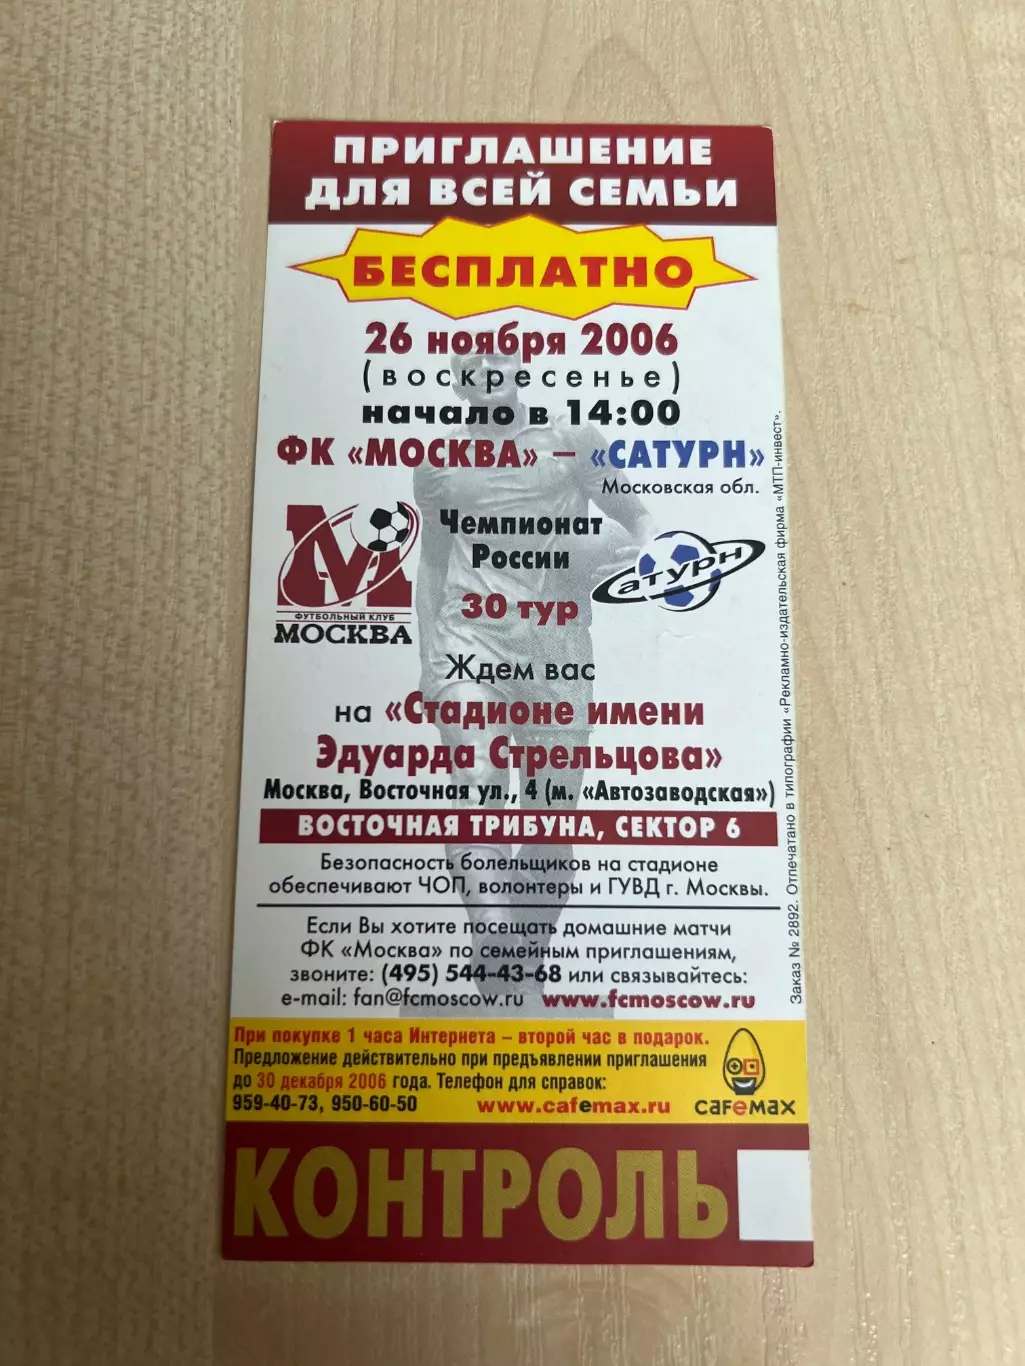 ПРИГЛАШЕНИЕ
ДЛЯ ВСЕЙ СЕМЬИ
БЕСПЛАТНО
26 ноября 2006
(воскресенье)
начало в 14:00
ФК «МОСКВА» – «САТУРН»
Московская обл.
М
ФУТБОЛЬНЫЙ КЛУБ
МОСКВА
Чемпионат
России
30 тур
сатурн
Ждем вас
на «Стадионе имени
Эдуарда Стрельцова»
Москва, Восточная ул., 4 (м. «Автозаводская»)
ВОСТОЧНАЯ ТРИБУНА, СЕКТОР 6
Безопасность болельщиков на стадионе
обеспечивают ЧОП, волонтеры и ГУВД г. Москвы.
Если Вы хотите посещать домашние матчи
ФК «Москва» по семейным приглашениям,
звоните: (495) 544-43-68 или связывайтесь:
e-mail: fan@fcmoscow.ru www.fcmoscow.ru
При покупке 1 часа Интернета – второй час в подарок.
Предложение действительно при предъявлении приглашения
до 30 декабря 2006 года. Телефон для справок:
959-40-73, 950-60-50 www.cafemax.ru
cafemax
КОНТРОЛЬ
Заказ № 2892. Отпечатано в типографии «Рекламно-издательская фирма «МТП-инвест».